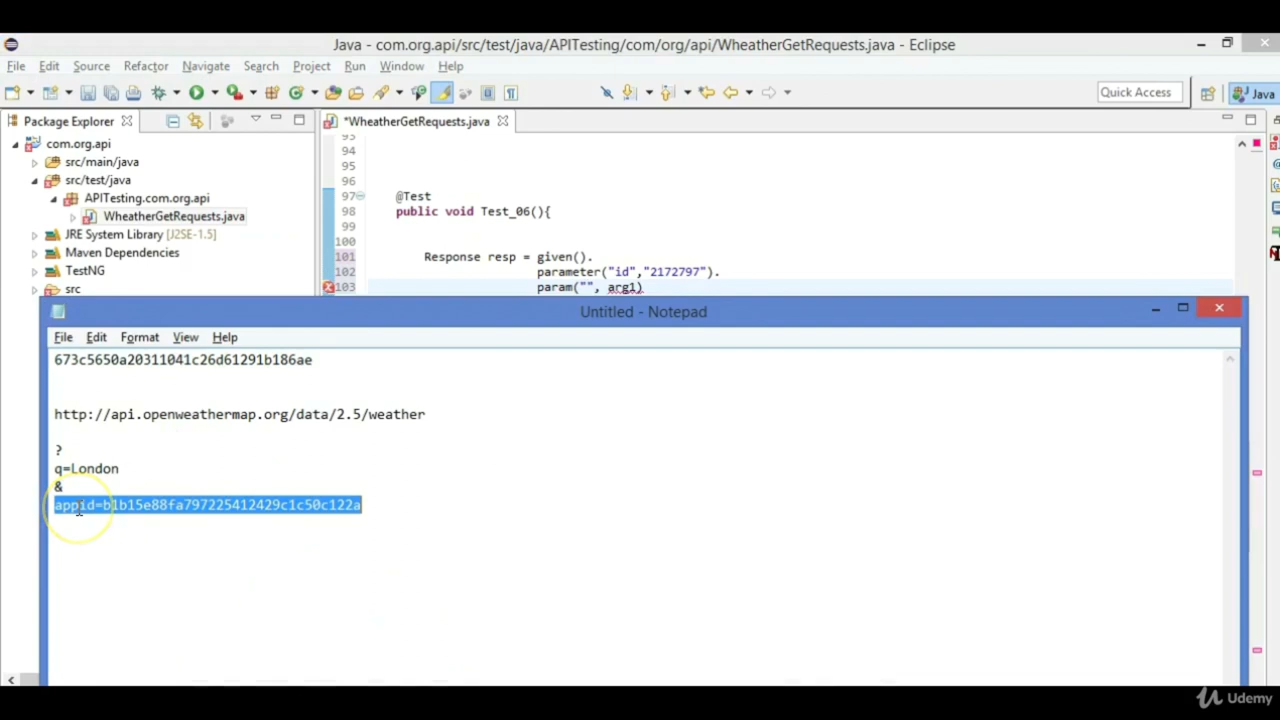 Java - com.org.api/src/test/java/APITesting/com/org/api/WheatherGetRequests.java - Eclipse
File Edit Source Refactor Navigate Search Project Run Window Help
Quick Access
Java
Package Explorer
*WheatherGetRequests.java
com.org.api
src/main/java
src/test/java
APITesting.com.org.api
WheatherGetRequests.java
JRE System Library [J2SE-1.5]
Maven Dependencies
TestNG
src
93
94
95
96
97 @Test
98 public void Test_06(){
99
100
101 Response resp = given().
102 parameter("id","2172797").
103 param("", arg1)
Untitled - Notepad
File Edit Format View Help
673c5650a20311041c26d61291b186ae
http://api.openweathermap.org/data/2.5/weather
?
q=London
&
appid=b1b15e88fa797225412429c1c50c122a
Udemy